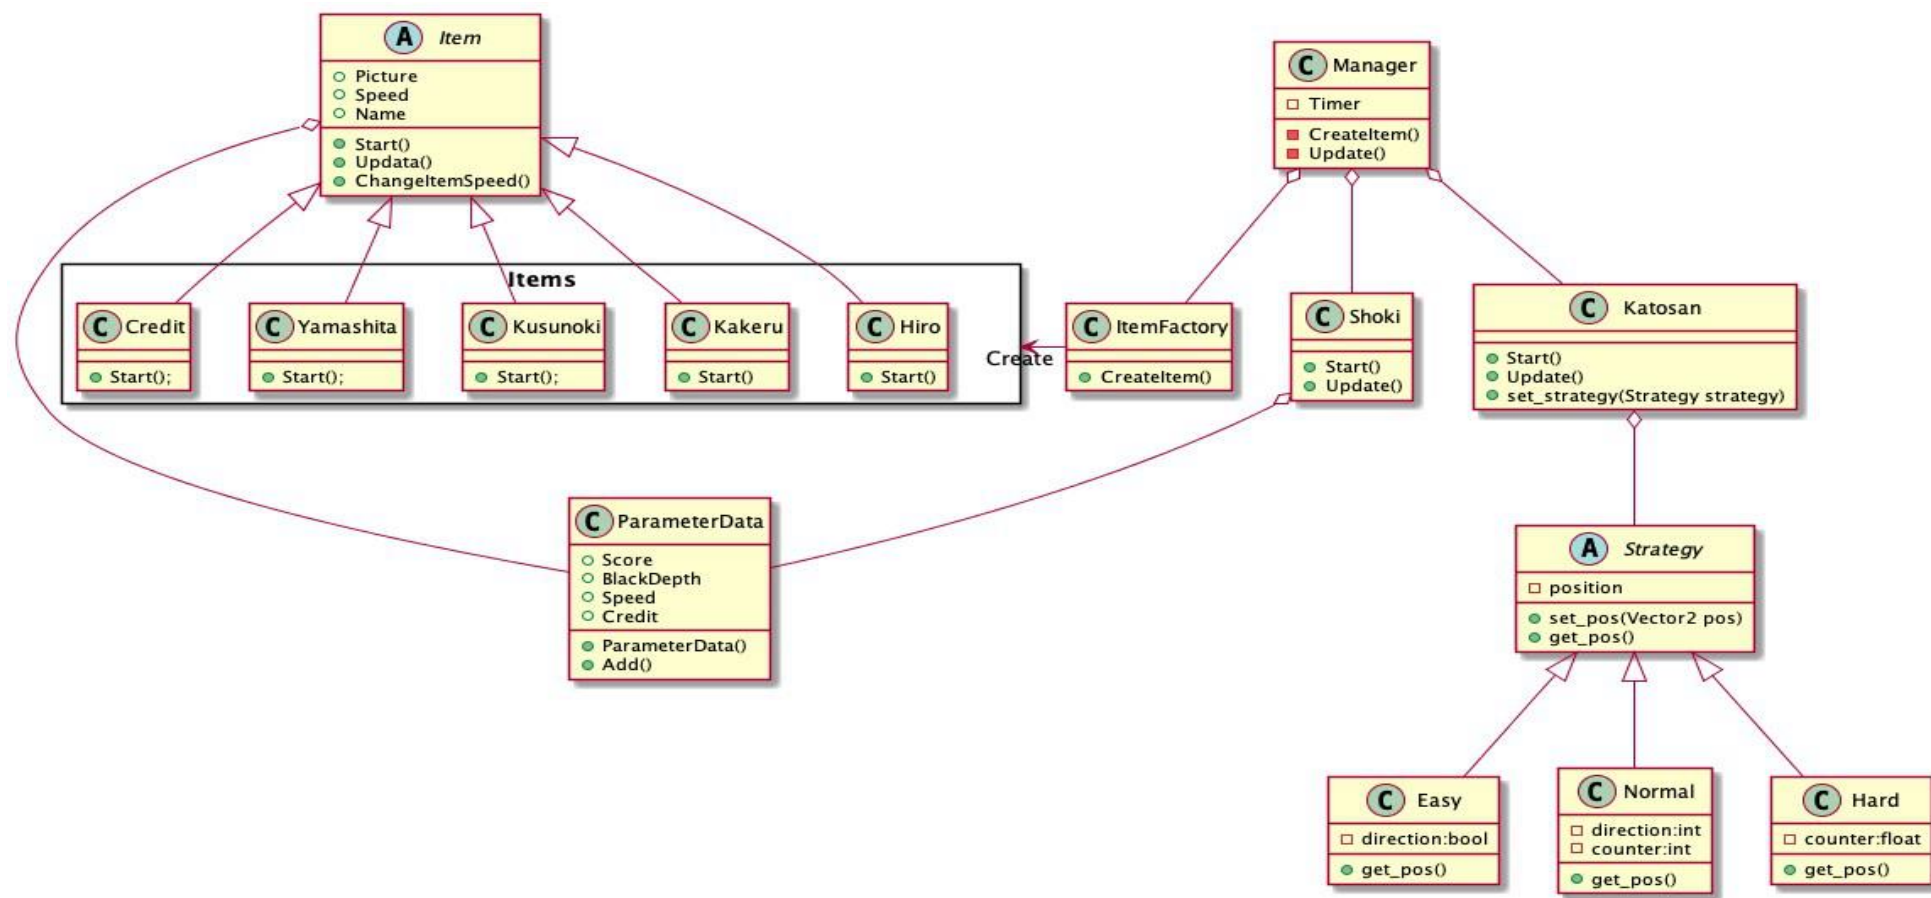 A Item
Picture
Speed
Name
Start()
Updata()
ChangeItemSpeed()
C Manager
Timer
CreateItem()
Update()
Items
C Credit
Start();
C Yamashita
Start();
C Kusunoki
Start();
C Kakeru
Start()
C Hiro
Start()
Create
C ItemFactory
CreateItem()
C Shoki
Start()
Update()
C Katosan
Start()
Update()
set_strategy(Strategy strategy)
C ParameterData
Score
BlackDepth
Speed
Credit
ParameterData()
Add()
A Strategy
position
set_pos(Vector2 pos)
get_pos()
C Easy
direction:bool
get_pos()
C Normal
direction:int
counter:int
get_pos()
C Hard
counter:float
get_pos()